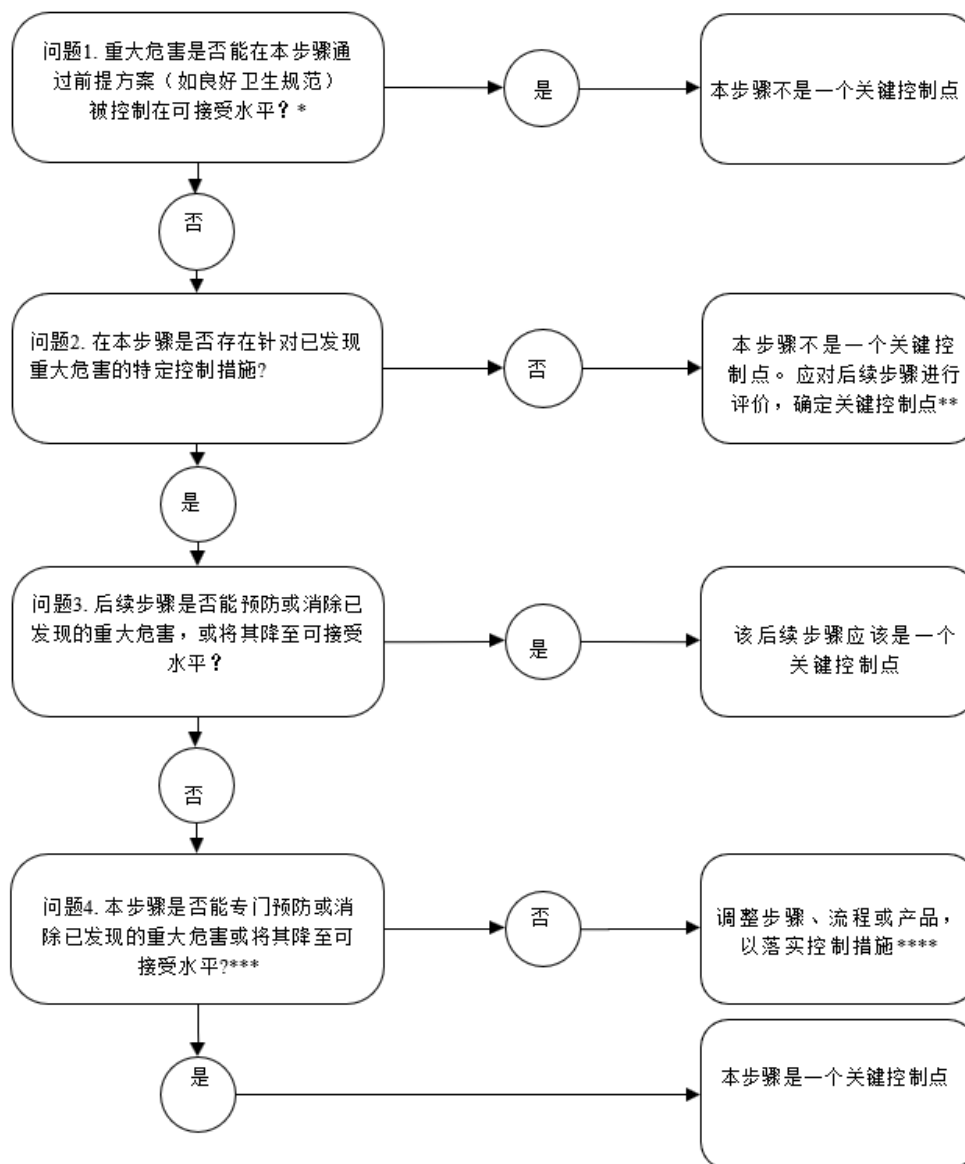 问题1. 重大危害是否能在本步骤通
过前提方案（如良好卫生规范）
被控制在可接受水平？*
是
本步骤不是一个关键控制点
否
问题2. 在本步骤是否存在针对已发现
重大危害的特定控制措施?
否
本步骤不是一个关键控
制点。应对后续步骤进行
评价，确定关键控制点**
是
问题3. 后续步骤是否能预防或消除已
发现的重大危害，或将其降至可接受
水平？
是
该后续步骤应该是一个
关键控制点
否
问题4. 本步骤是否能专门预防或消
除已发现的重大危害或将其降至可
接受水平?***
否
调整步骤、流程或产品，
以落实控制措施****
是
本步骤是一个关键控制点